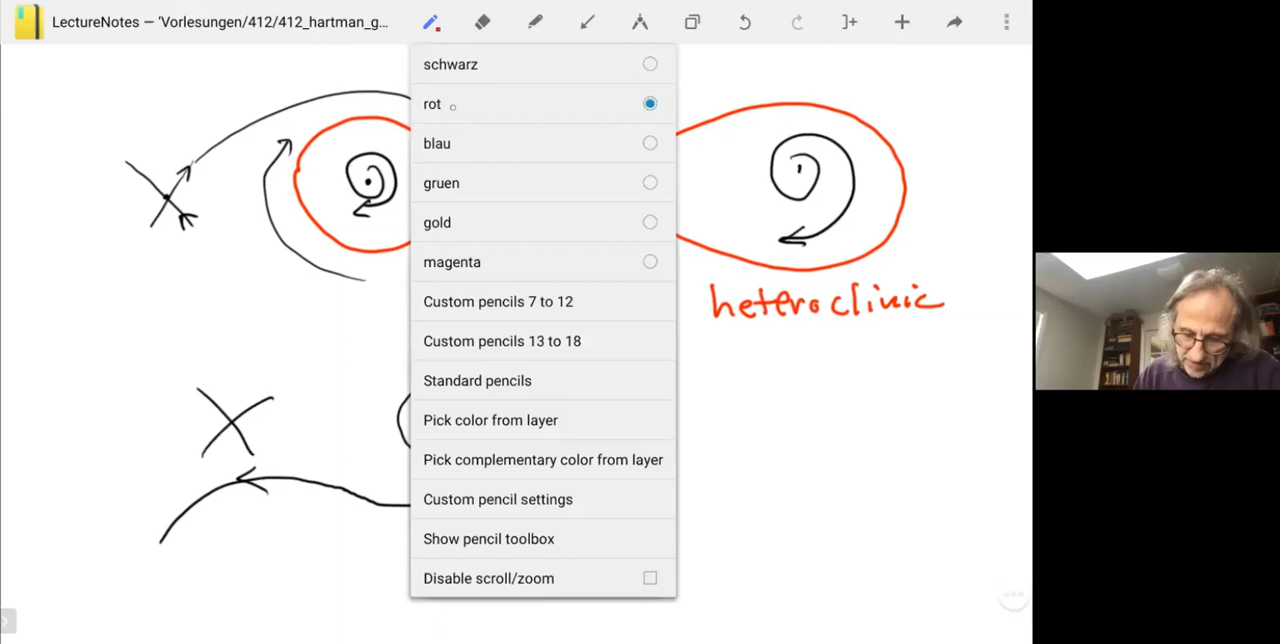 LectureNotes — ‘Vorlesungen/412/412_hartman_g…
schwarz
rot
blau
gruen
gold
magenta
Custom pencils 7 to 12
Custom pencils 13 to 18
Standard pencils
Pick color from layer
Pick complementary color from layer
Custom pencil settings
Show pencil toolbox
Disable scroll/zoom
heteroclinic